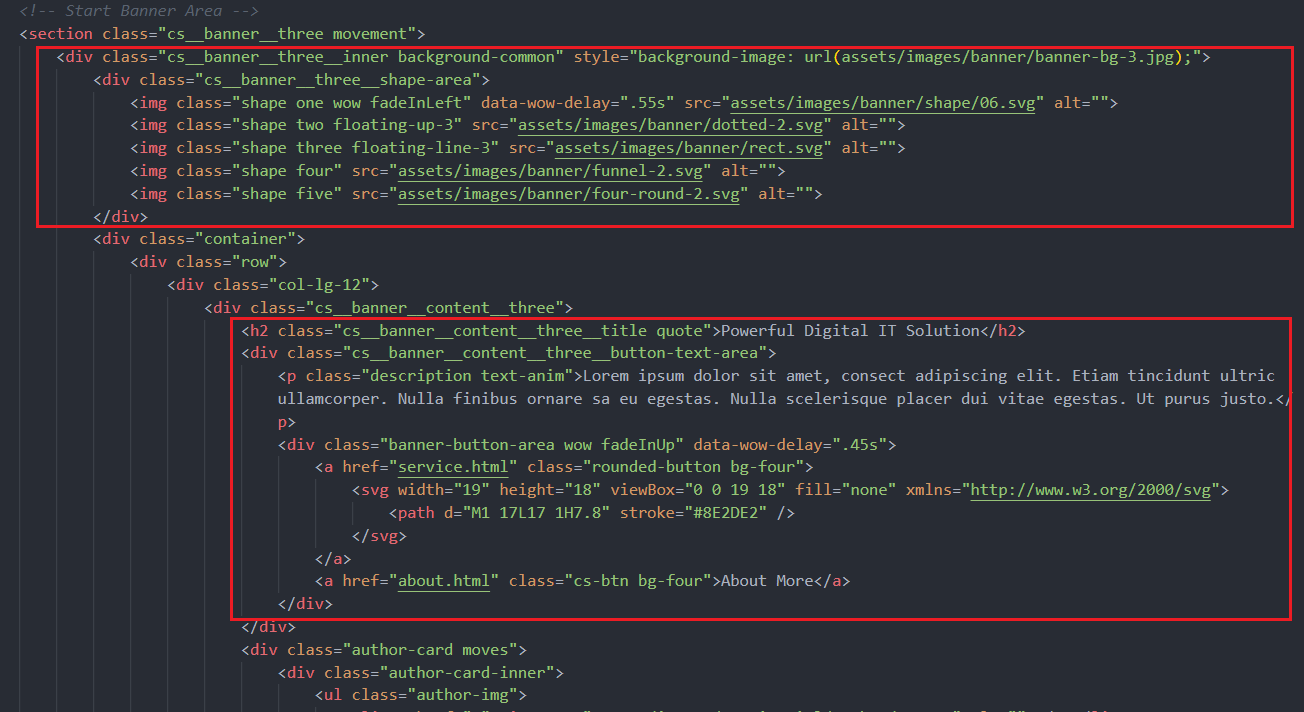 <!-- Start Banner Area -->
<section class="cs__banner__three movement">
<div class="cs__banner__three__inner background-common" style="background-image: url(assets/images/banner/banner-bg-3.jpg);">
<div class="cs__banner__three__shape-area">
<img class="shape one wow fadeInLeft" data-wow-delay=".55s" src="assets/images/banner/shape/06.svg" alt="">
<img class="shape two floating-up-3" src="assets/images/banner/dotted-2.svg" alt="">
<img class="shape three floating-line-3" src="assets/images/banner/rect.svg" alt="">
<img class="shape four" src="assets/images/banner/funnel-2.svg" alt="">
<img class="shape five" src="assets/images/banner/four-round-2.svg" alt="">
</div>
<div class="container">
<div class="row">
<div class="col-lg-12">
<div class="cs__banner__content__three">
<h2 class="cs__banner__content__three__title quote">Powerful Digital IT Solution</h2>
<div class="cs__banner__content__three__button-text-area">
<p class="description text-anim">Lorem ipsum dolor sit amet, consect adipiscing elit. Etiam tincidunt ultric
ullamcorper. Nulla finibus ornare sa eu egestas. Nulla scelerisque placer dui vitae egestas. Ut purus justo.</
p>
<div class="banner-button-area wow fadeInUp" data-wow-delay=".45s">
<a href="service.html" class="rounded-button bg-four">
<svg width="19" height="18" viewBox="0 0 19 18" fill="none" xmlns="http://www.w3.org/2000/svg">
<path d="M1 17L17 1H7.8" stroke="#8E2DE2" />
</svg>
</a>
<a href="about.html" class="cs-btn bg-four">About More</a>
</div>
</div>
<div class="author-card moves">
<div class="author-card-inner">
<ul class="author-img">